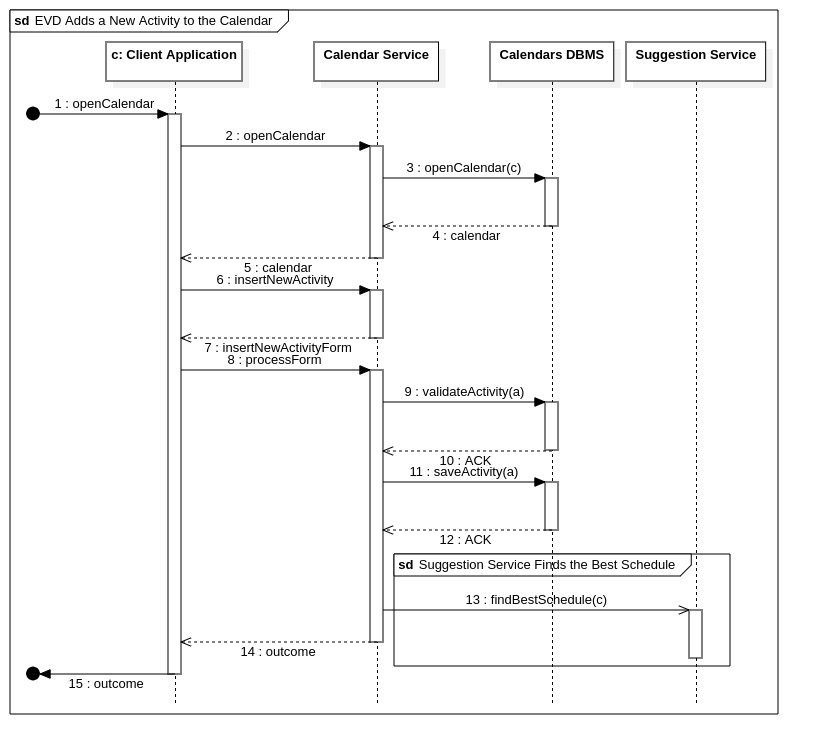 sd EVD Adds a New Activity to the Calendar
c: Client Application
Calendar Service
Calendars DBMS
Suggestion Service
1 : openCalendar
2 : openCalendar
3 : openCalendar(c)
4 : calendar
5 : calendar
6 : insertNewActivity
7 : insertNewActivityForm
8 : processForm
9 : validateActivity(a)
10 : ACK
11 : saveActivity(a)
12 : ACK
sd Suggestion Service Finds the Best Schedule
13 : findBestSchedule(c)
14 : outcome
15 : outcome